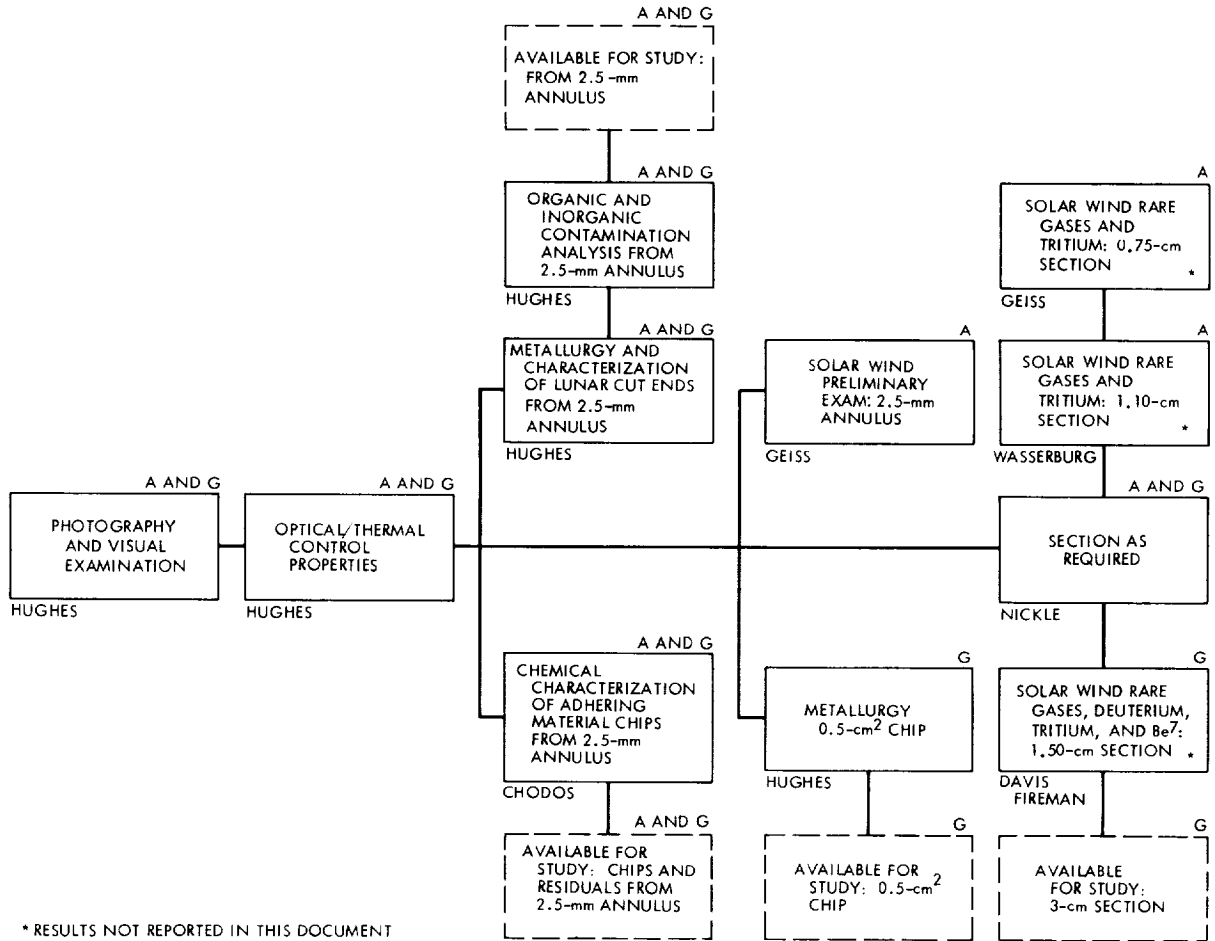 A AND G
AVAILABLE FOR STUDY:
FROM 2.5-mm
ANNULUS
A AND G
ORGANIC AND
INORGANIC
CONTAMINATION
ANALYSIS FROM
2.5-mm ANNULUS
HUGHES
A AND G
METALLURGY AND
CHARACTERIZATION
OF LUNAR CUT ENDS
FROM 2.5-mm
ANNULUS
HUGHES
A
SOLAR WIND
PRELIMINARY
EXAM: 2.5-mm
ANNULUS
GEISS
A
SOLAR WIND RARE
GASES AND
TRITIUM: 0.75-cm
SECTION *
GEISS
A
SOLAR WIND RARE
GASES AND
TRITIUM: 1.10-cm
SECTION *
WASSERBURG
A AND G
PHOTOGRAPHY
AND VISUAL
EXAMINATION
HUGHES
A AND G
OPTICAL/THERMAL
CONTROL
PROPERTIES
HUGHES
A AND G
SECTION AS
REQUIRED
NICKLE
A AND G
CHEMICAL
CHARACTERIZATION
OF ADHERING
MATERIAL CHIPS
FROM 2.5-mm
ANNULUS
CHODOS
G
METALLURGY
0.5-cm² CHIP
HUGHES
G
SOLAR WIND RARE
GASES, DEUTERIUM,
TRITIUM, AND Be⁷:
1.50-cm SECTION *
DAVIS
FIREMAN
A AND G
AVAILABLE FOR
STUDY: CHIPS AND
RESIDUALS FROM
2.5-mm ANNULUS
G
AVAILABLE FOR
STUDY: 0.5-cm²
CHIP
G
AVAILABLE
FOR STUDY:
3-cm SECTION
* RESULTS NOT REPORTED IN THIS DOCUMENT